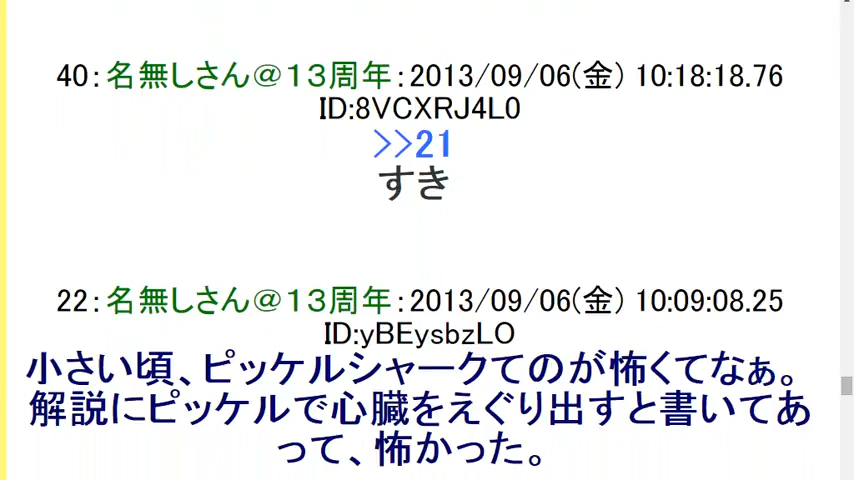 40：名無しさん＠１３周年：2013/09/06(金) 10:18:18.76
ID:8VCXRJ4L0
>>21
すき
22：名無しさん＠１３周年：2013/09/06(金) 10:09:08.25
ID:yBEysbzLO
小さい頃、ピッケルシャークてのが怖くてなぁ。
解説にピッケルで心臓をえぐり出すと書いてあ
って、怖かった。